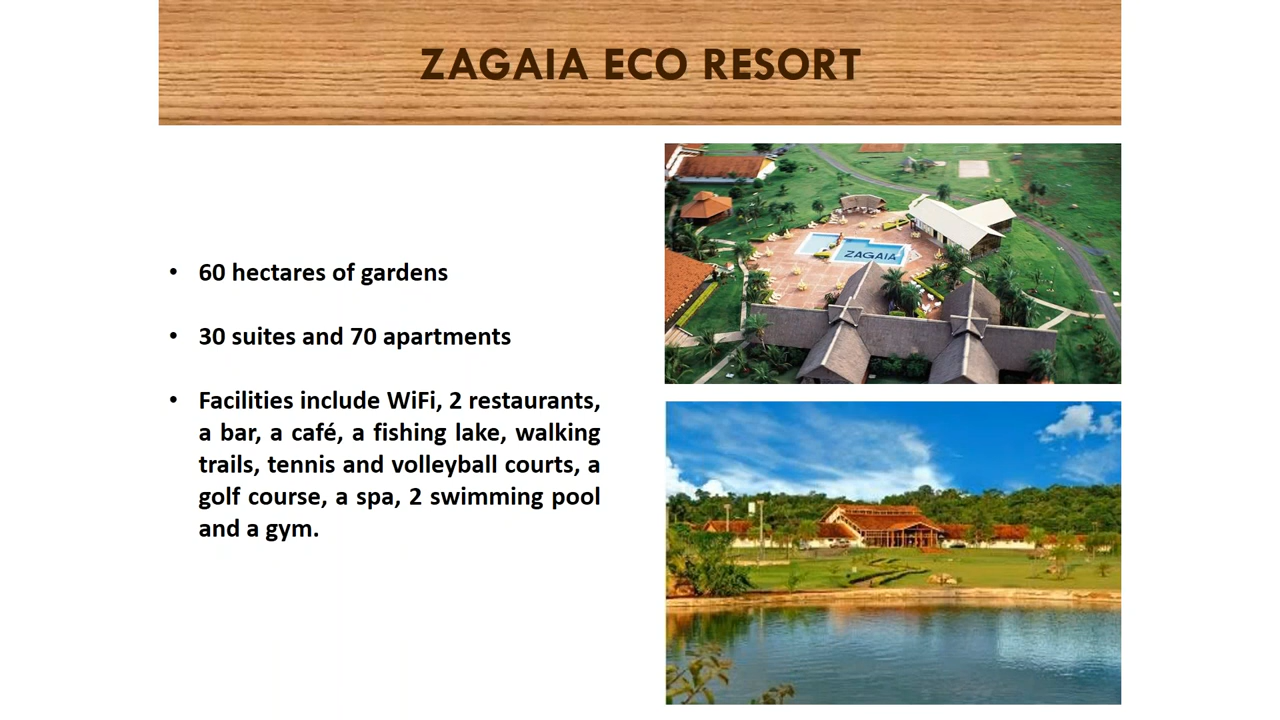 ZAGAIA ECO RESORT
• 60 hectares of gardens
• 30 suites and 70 apartments
• Facilities include WiFi, 2 restaurants,
a bar, a café, a fishing lake, walking
trails, tennis and volleyball courts, a
golf course, a spa, 2 swimming pool
and a gym.
ZAGAIA